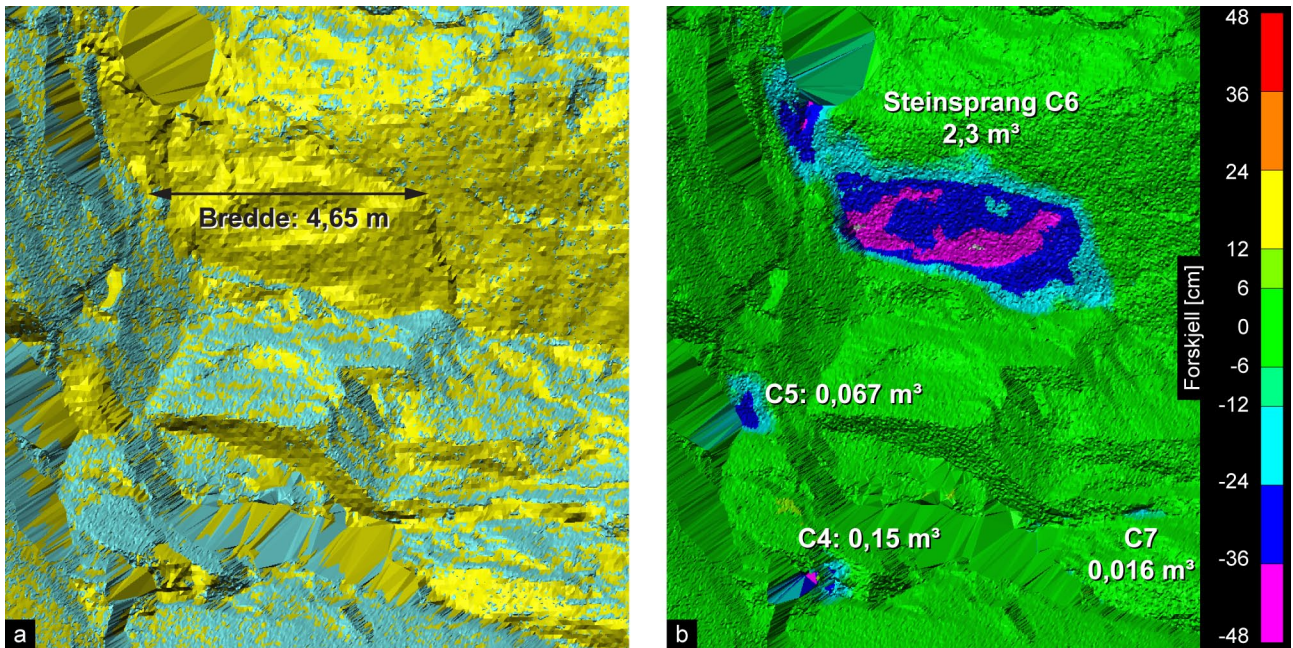 Bredde: 4,65 m
a
Steinsprang C6
2,3 m³
C5: 0,067 m³
C4: 0,15 m³
C7
0,016 m³
b
Forskjell [cm]
48
36
24
12
6
0
-6
-12
-24
-36
-48